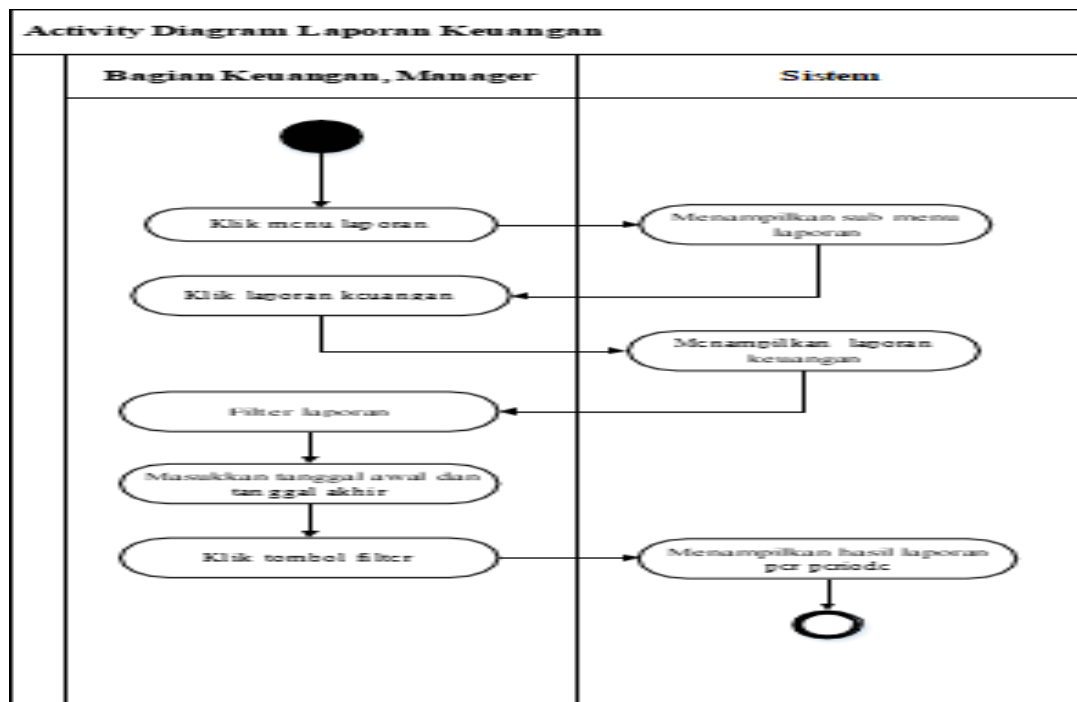 Activity Diagram Laporan Keuangan
Bagian Keuangan, Manager
Sistem
Klik menu laporan
Menampilkan sub menu
laporan
Klik laporan keuangan
Menampilkan laporan
keuangan
Filter laporan
Masukkan tanggal awal dan
tanggal akhir
Klik tombol filter
Menampilkan hasil laporan
per periode